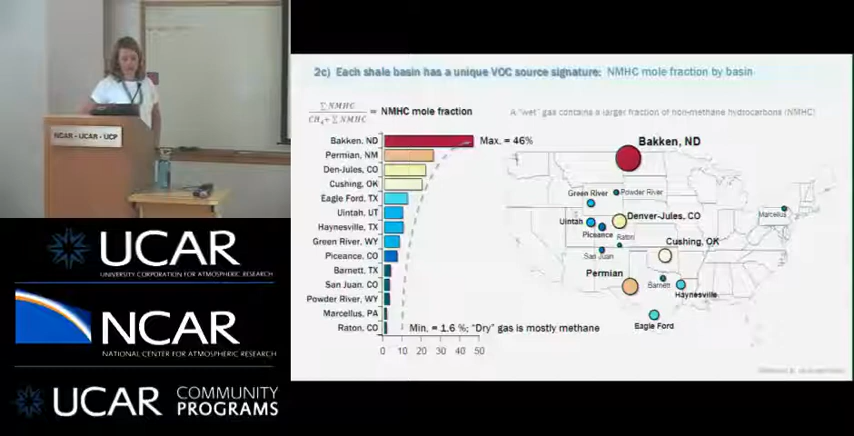 2c) Each shale basin has a unique VOC source signature: NMHC mole fraction by basin
∑ NMHC
CH₄ + ∑ NMHC
= NMHC mole fraction
A "wet" gas contains a larger fraction of non-methane hydrocarbons (NMHC)
Bakken, ND
Permian, NM
Den-Jules, CO
Cushing, OK
Eagle Ford, TX
Uintah, UT
Haynesville, TX
Green River, WY
Piceance, CO
Barnett, TX
San Juan, CO
Powder River, WY
Marcellus, PA
Raton, CO
Max. = 46%
Min. = 1.6 %; "Dry" gas is mostly methane
0 10 20 30 40 50
Bakken, ND
Green River
Powder River
Marcellus
Uintah
Denver-Jules, CO
Piceance
Raton
San Juan
Cushing, OK
Permian
Barnett
Haynesville
Eagle Ford
NCAR - UCAR - UCP
UCAR
UNIVERSITY CORPORATION FOR ATMOSPHERIC RESEARCH
NCAR
NATIONAL CENTER FOR ATMOSPHERIC RESEARCH
UCAR COMMUNITY
PROGRAMS